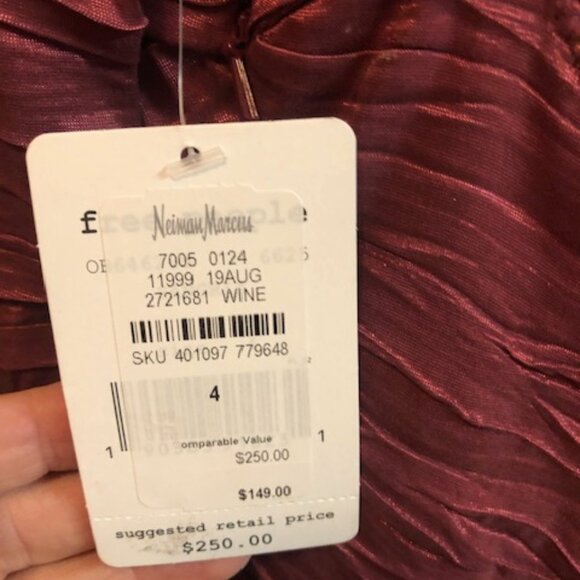 free people
Neiman Marcus
7005 0124
11999 19AUG
2721681 WINE
SKU 401097 779648
4
omparable Value
$250.00
1 1
$149.00
suggested retail price
$250.00